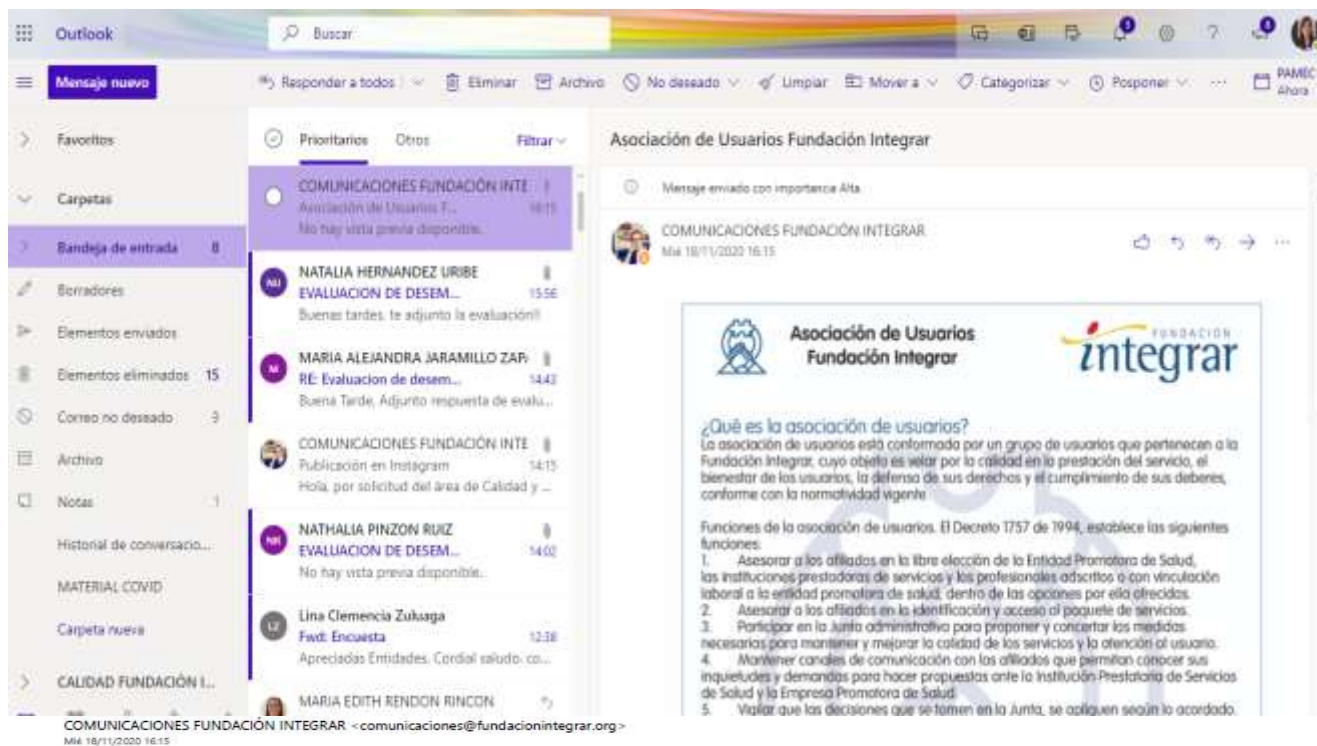 Outlook
Buscar
Mensaje nuevo
Responder a todos
Eliminar
Archivo
No deseado
Limpiar
Mover a
Categorizar
Posponer
PAMEC
Ahora
Favoritos
Carpetas
Bandeja de entrada 8
Borradores
Elementos enviados
Elementos eliminados 15
Correo no deseado 9
Archivo
Notas 1
Historial de conversacio...
MATERIAL COVID
Carpeta nueva
CALIDAD FUNDACIÓN I...
Prioritarios Otros Filtrar
COMUNICACIONES FUNDACIÓN INTE
Asociación de Usuarios F... 16:15
No hay vista previa disponible.
NU
NATALIA HERNANDEZ URIBE
EVALUACION DE DESEM... 15:56
Buenas tardes, te adjunto la evaluación!!
M
MARIA ALEJANDRA JARAMILLO ZAP
RE: Evaluacion de desem... 14:43
Buena Tarde, Adjunto respuesta de evalu...
COMUNICACIONES FUNDACIÓN INTE
Publicación en Instagram 14:15
Hola, por solicitud del área de Calidad y ...
NATHALIA PINZON RUIZ
EVALUACION DE DESEM... 14:02
No hay vista previa disponible.
LZ
Lina Clemencia Zuluaga
Fwd: Encuesta 12:38
Apreciadas Entidades, Cordial saludo, co...
MARIA EDITH RENDON RINCON
Asociación de Usuarios Fundación Integrar
Mensaje enviado con importancia Alta
COMUNICACIONES FUNDACIÓN INTEGRAR
Mié 18/11/2020 16:15
Asociación de Usuarios
Fundación Integrar
FUNDACIÓN
integrar
¿Qué es la asociación de usuarios?
La asociación de usuarios está conformada por un grupo de usuarios que pertenecen a la
Fundación Integrar, cuyo objeto es velar por la calidad en la prestación del servicio, el
bienestar de los usuarios, la defensa de sus derechos y el cumplimiento de sus deberes,
conforme con la normatividad vigente
Funciones de la asociación de usuarios. El Decreto 1757 de 1994, establece las siguientes
funciones:
1. Asesorar a los afiliados en la libre elección de la Entidad Promotora de Salud,
las instituciones prestadoras de servicios y los profesionales adscritos o con vinculación
laboral a la entidad promotora de salud, dentro de las opciones por ella ofrecidas.
2. Asesorar a los afiliados en la identificación y acceso al paquete de servicios.
3. Participar en la Junta administrativa para proponer y concertar las medidas
necesarias para mantener y mejorar la calidad de los servicios y la atención al usuario.
4. Mantener canales de comunicación con los afiliados que permitan conocer sus
inquietudes y demandas para hacer propuestas ante la Institución Prestataria de Servicios
de Salud y la Empresa Promotora de Salud.
5. Vigilar que las decisiones que se tomen en la Junta, se apliquen según lo acordado.
COMUNICACIONES FUNDACIÓN INTEGRAR <comunicaciones@fundacionintegrar.org>
Mié 18/11/2020 16:15